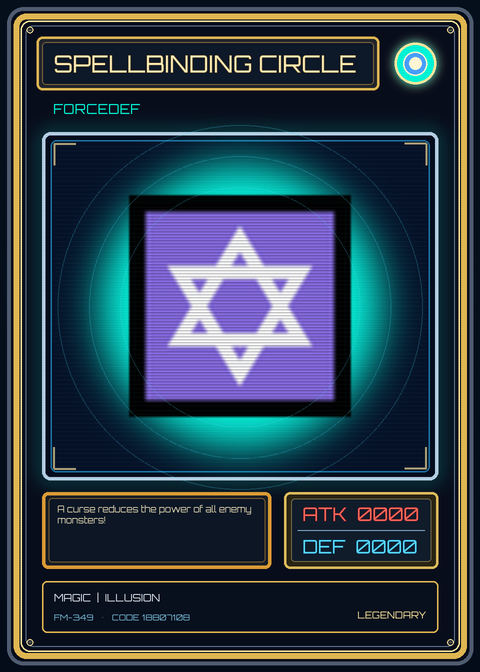 SPELLBINDING CIRCLE
FORCEDEF
A curse reduces the power of all enemy
monsters!
ATK 0000
DEF 0000
MAGIC | ILLUSION
FM-349 · CODE 18807108
LEGENDARY